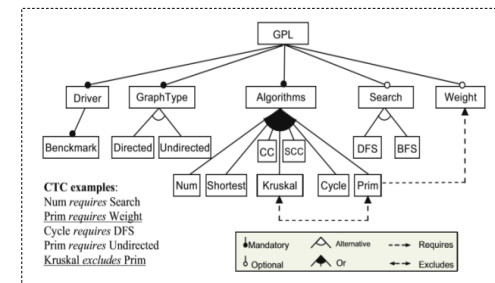 GPL
Driver GraphType Algorithms Search Weight
Benckmark Directed Undirected CC SCC DFS BFS
Num Shortest Kruskal Cycle Prim
CTC examples:
Num requires Search
Prim requires Weight
Cycle requires DFS
Prim requires Undirected
Kruskal excludes Prim
Mandatory Alternative Requires
Optional Or Excludes